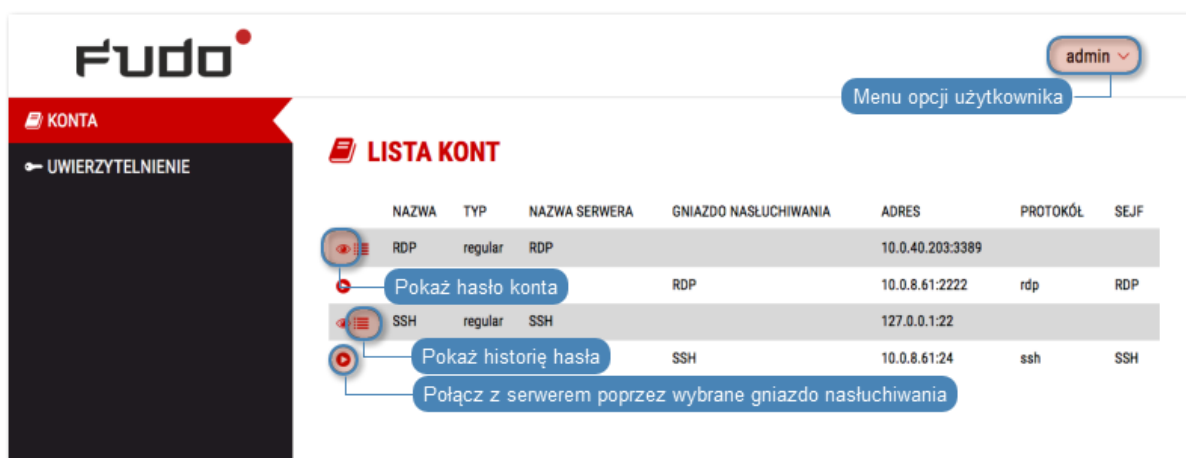 Fudo
admin
Menu opcji użytkownika
KONTA
UWIERZYTELNIENIE
LISTA KONT
NAZWA TYP NAZWA SERWERA GNIAZDO NASŁUCHIWANIA ADRES PROTOKÓŁ SEJF
RDP regular RDP 10.0.40.203:3389
Pokaż hasło konta RDP 10.0.8.61:2222 rdp RDP
SSH regular SSH 127.0.0.1:22
Pokaż historię hasła SSH 10.0.8.61:24 ssh SSH
Połącz z serwerem poprzez wybrane gniazdo nasłuchiwania